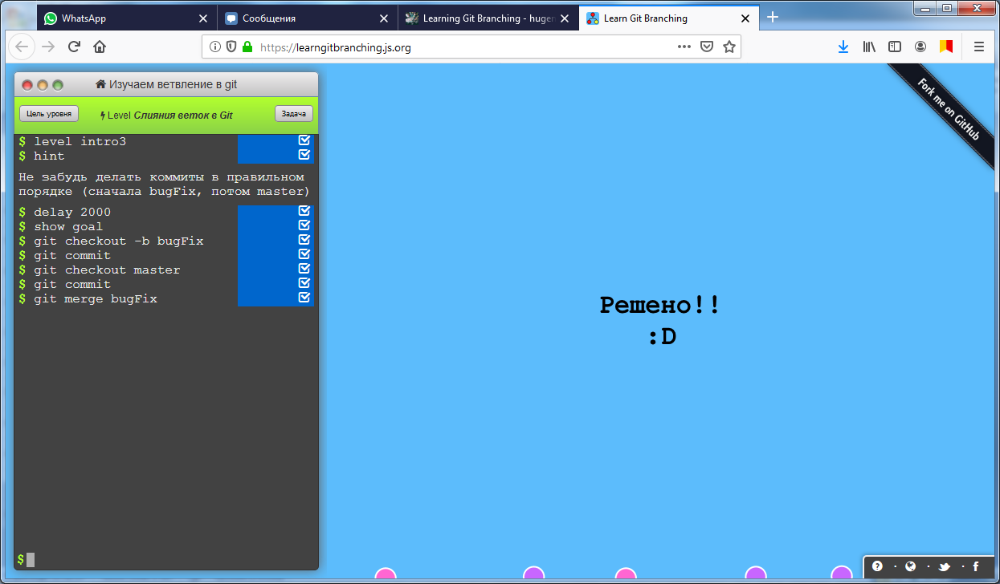 WhatsApp
Сообщения
Learning Git Branching - huger
Learn Git Branching
https://learngitbranching.js.org
Fork me on GitHub
Изучаем ветвление в git
Цель уровня
Level Слияния веток в Git
Задача
$ level intro3
$ hint
Не забудь делать коммиты в правильном
порядке (сначала bugFix, потом master)
$ delay 2000
$ show goal
$ git checkout -b bugFix
$ git commit
$ git checkout master
$ git commit
$ git merge bugFix
Решено!!
:D
$